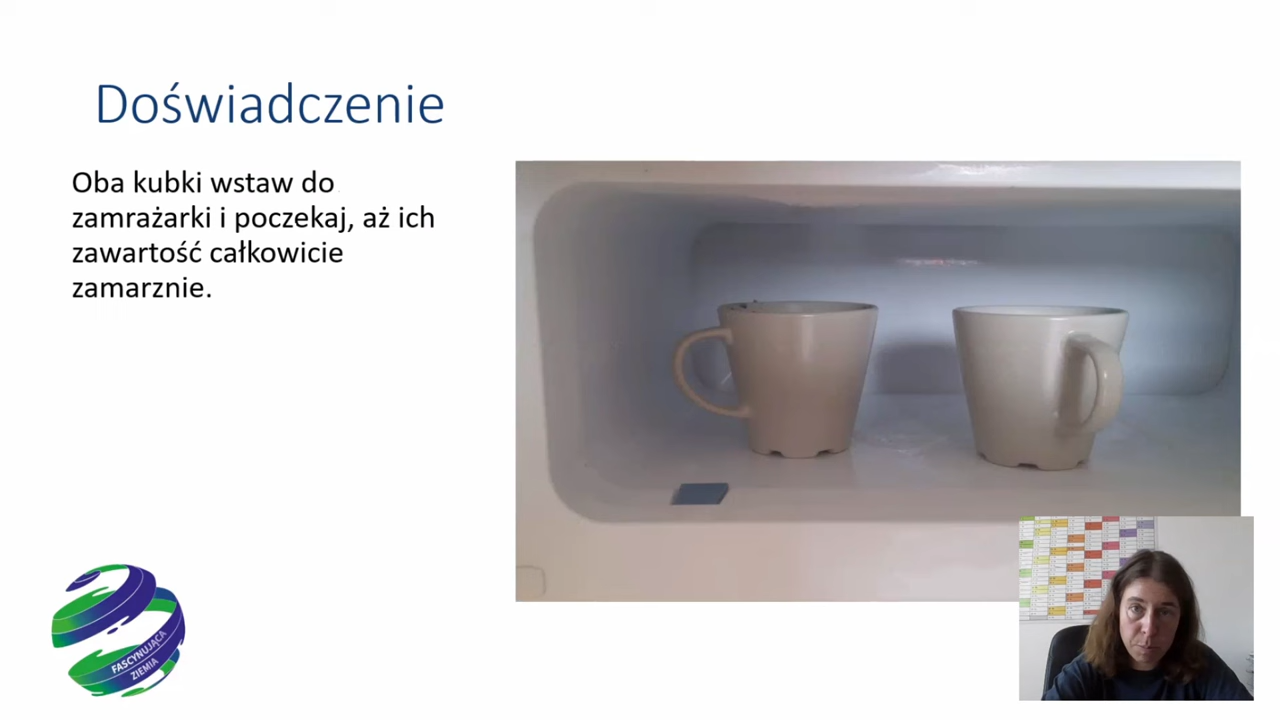 Doświadczenie
Oba kubki wstaw do
zamrażarki i poczekaj, aż ich
zawartość całkowicie
zamarznie.
FASCYNUJĄCA
ZIEMIA